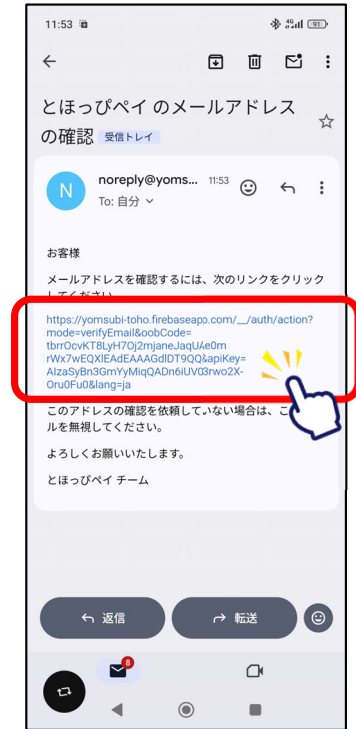 11:53
4G
91
とほっぴペイ のメールアドレス
の確認 受信トレイ
N
noreply@yoms... 11:53
To: 自分
お客様
メールアドレスを確認するには、次のリンクをクリック
してください。
https://yomsubi-toho.firebaseapp.com/__/auth/action?
mode=verifyEmail&oobCode=
tbrrOcvKT8LyH7Oj2mjaneJaqUAe0m
rWx7wEQXlEAdEAAAGdlDT9QQ&apiKey=
AIzaSyBn3GmYyMiqQADn6iUV03rwo2X-
Oru0Fu0&lang=ja
このアドレスの確認を依頼していない場合は、こ
ルを無視してください。
よろしくお願いいたします。
とほっぴペイ チーム
返信
転送
8